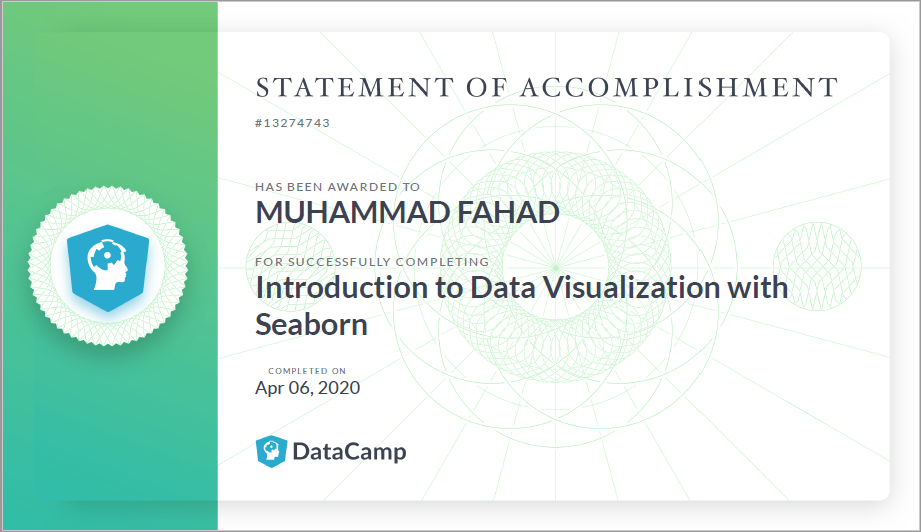 STATEMENT OF ACCOMPLISHMENT
#13274743
HAS BEEN AWARDED TO
MUHAMMAD FAHAD
FOR SUCCESSFULLY COMPLETING
Introduction to Data Visualization with
Seaborn
COMPLETED ON
Apr 06, 2020
DataCamp